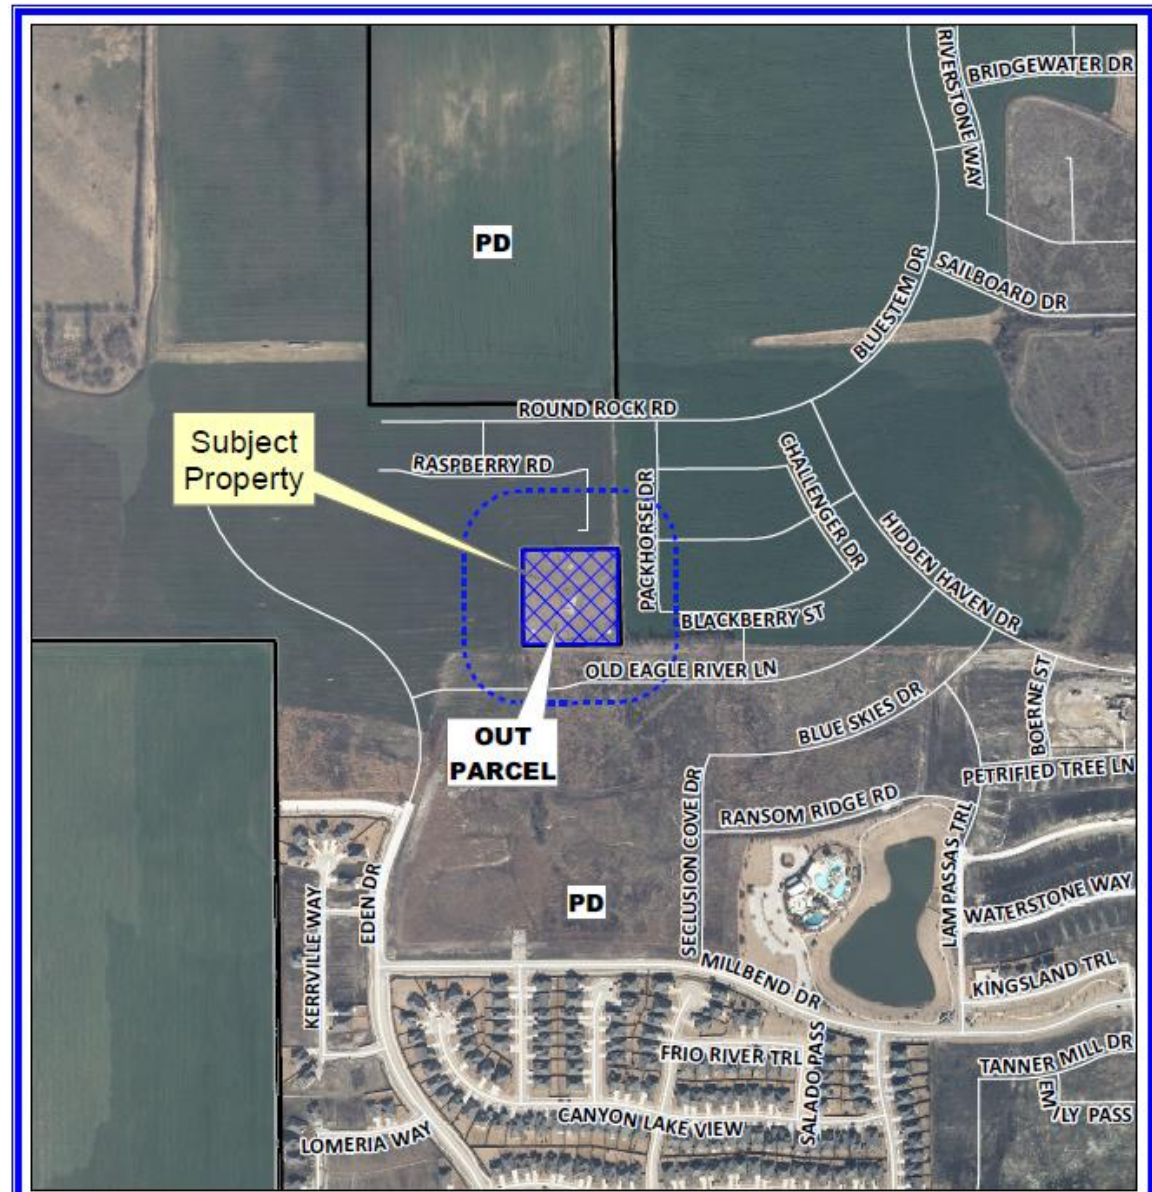 RIVERSTONE WAY
BRIDGEWATER DR
PD
SAILBOARD DR
BLUESTEM DR
ROUND ROCK RD
Subject
Property
RASPBERRY RD
CHALLENGER DR
PACKHORSE DR
HIDDEN HAVEN DR
BLACKBERRY ST
OLD EAGLE RIVER LN
OUT
PARCEL
BLUE SKIES DR
BOERNE ST
PETRIFIED TREE LN
RANSOM RIDGE RD
SECLUSION COVE DR
LAMPASSAS TRL
PD
EDEN DR
KERRVILLE WAY
WATERSTONE WAY
KINGSLAND TRL
MILLBEND DR
FRIO RIVER TRL
SALADO PASS
TANNER MILL DR
EMILY PASS
CANYON LAKE VIEW
LOMERIA WAY